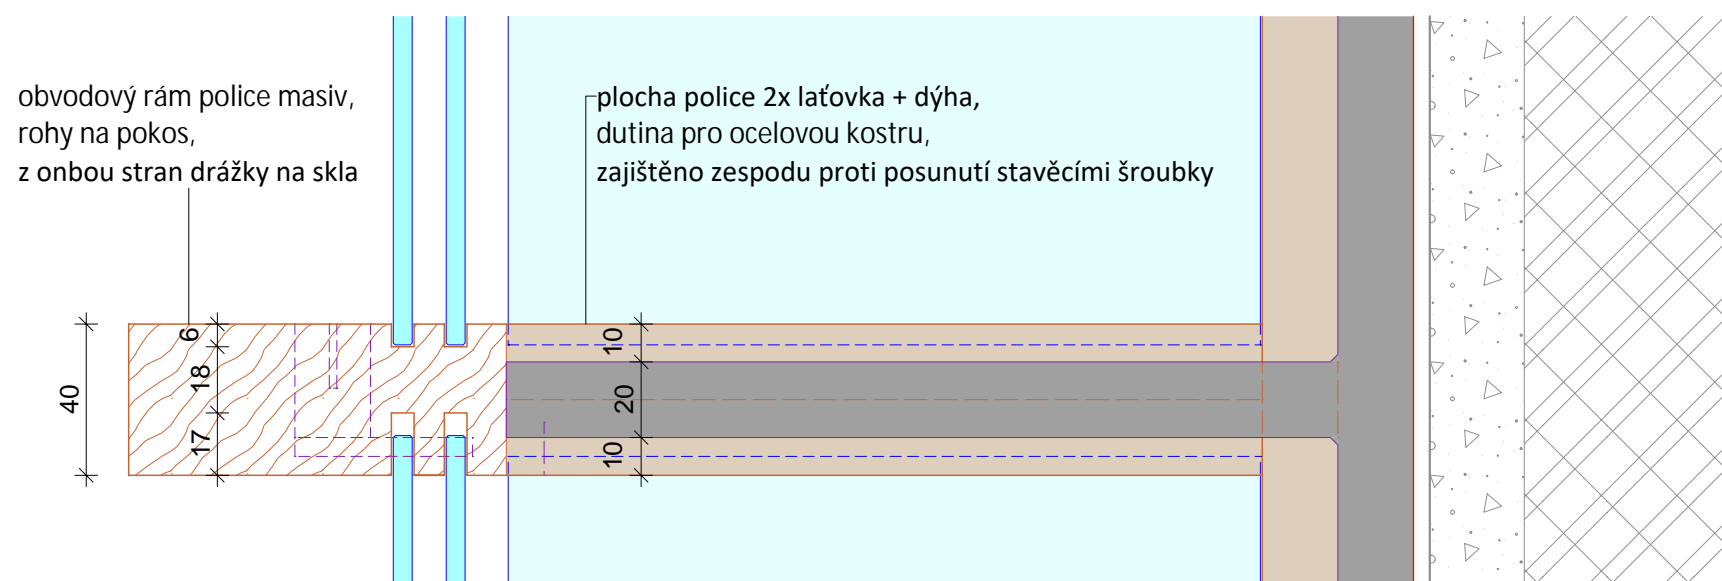 obvodový rám police masiv,
rohy na pokos,
z onbou stran drážky na skla
plocha police 2x laťovka + dýha,
dutina pro ocelovou kostru,
zajištěno zespodu proti posunutí stavěcími šroubky
40
6
18
17
10
20
10